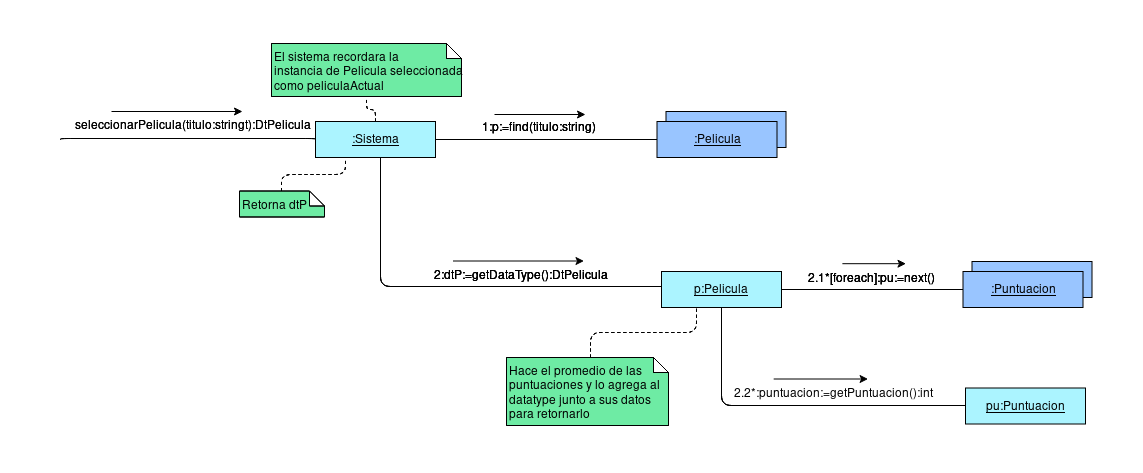 El sistema recordara la
instancia de Pelicula seleccionada
como peliculaActual
seleccionarPelicula(titulo:stringt):DtPelicula
:Sistema
1:p:=find(titulo:string)
:Pelicula
Retorna dtP
2:dtP:=getDataType():DtPelicula
p:Pelicula
2.1*[foreach]:pu:=next()
:Puntuacion
Hace el promedio de las
puntuaciones y lo agrega al
datatype junto a sus datos
para retornarlo
2.2*:puntuacion:=getPuntuacion():int
pu:Puntuacion